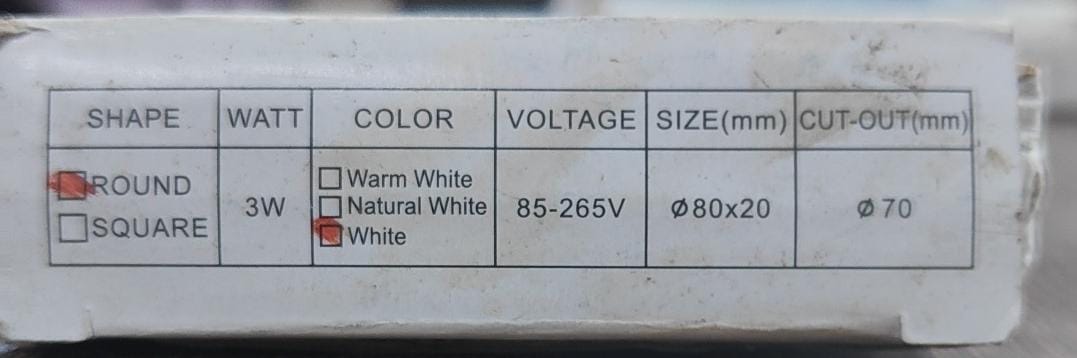 SHAPE WATT COLOR VOLTAGE SIZE(mm) CUT-OUT(mm)
ROUND
SQUARE
3W
Warm White
Natural White
White
85-265V
Ø80x20
Ø70